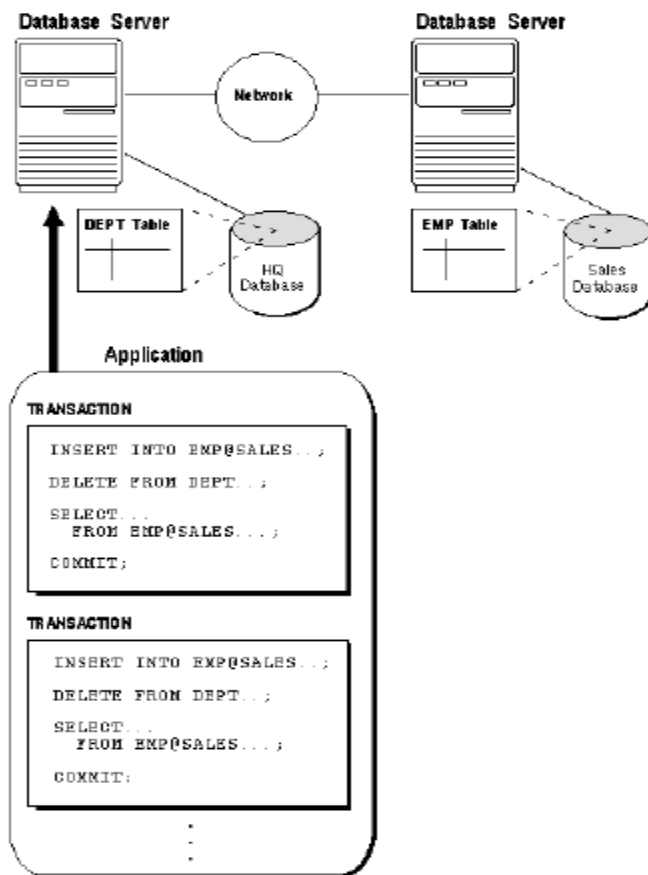 Database Server
Database Server
Network
DEPT Table
HQ
Database
EMP Table
Sales
Database
Application
TRANSACTION
INSERT INTO EMP@SALES..;
DELETE FROM DEPT..;
SELECT...
FROM EMP@SALES...;
COMMIT;
TRANSACTION
INSERT INTO EMP@SALES..;
DELETE FROM DEPT..;
SELECT...
FROM EMP@SALES...;
COMMIT;